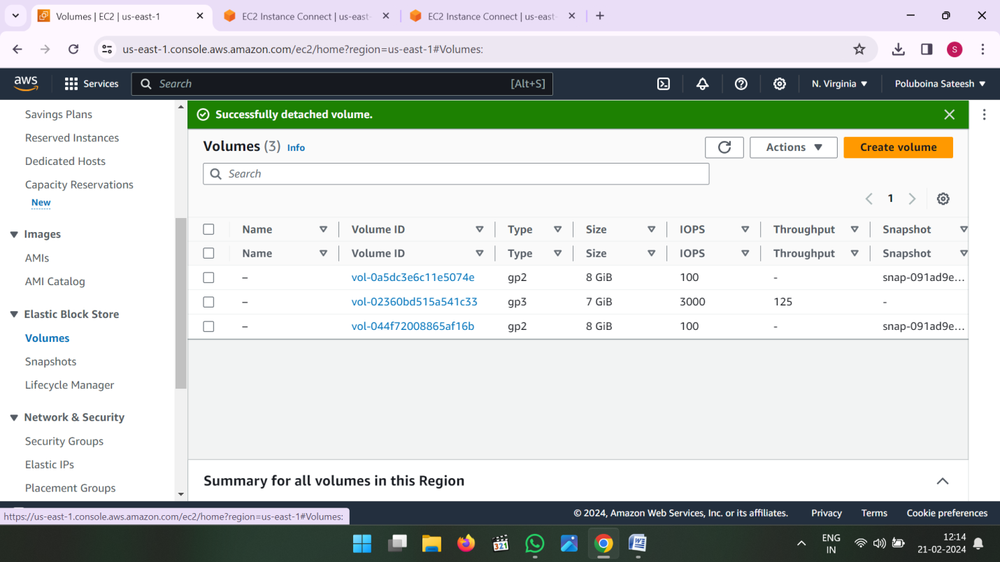 Volumes | EC2 | us-east-1
EC2 Instance Connect | us-east-
EC2 Instance Connect | us-east-
us-east-1.console.aws.amazon.com/ec2/home?region=us-east-1#Volumes:
S
aws
Services
Search
[Alt+S]
N. Virginia
Poluboina Sateesh
Savings Plans
Reserved Instances
Dedicated Hosts
Capacity Reservations
New
Images
AMIs
AMI Catalog
Elastic Block Store
Volumes
Snapshots
Lifecycle Manager
Network & Security
Security Groups
Elastic IPs
Placement Groups
Successfully detached volume.
Volumes (3) Info
Actions
Create volume
Search
1
Name Volume ID Type Size IOPS Throughput Snapshot
Name Volume ID Type Size IOPS Throughput Snapshot
– vol-0a5dc3e6c11e5074e gp2 8 GiB 100 - snap-091ad9e...
– vol-02360bd515a541c33 gp3 7 GiB 3000 125 -
– vol-044f72008865af16b gp2 8 GiB 100 - snap-091ad9e...
Summary for all volumes in this Region
https://us-east-1.console.aws.amazon.com/ec2/home?region=us-east-1#Volumes:
© 2024, Amazon Web Services, Inc. or its affiliates.
Privacy
Terms
Cookie preferences
321
ENG
IN
12:14
21-02-2024